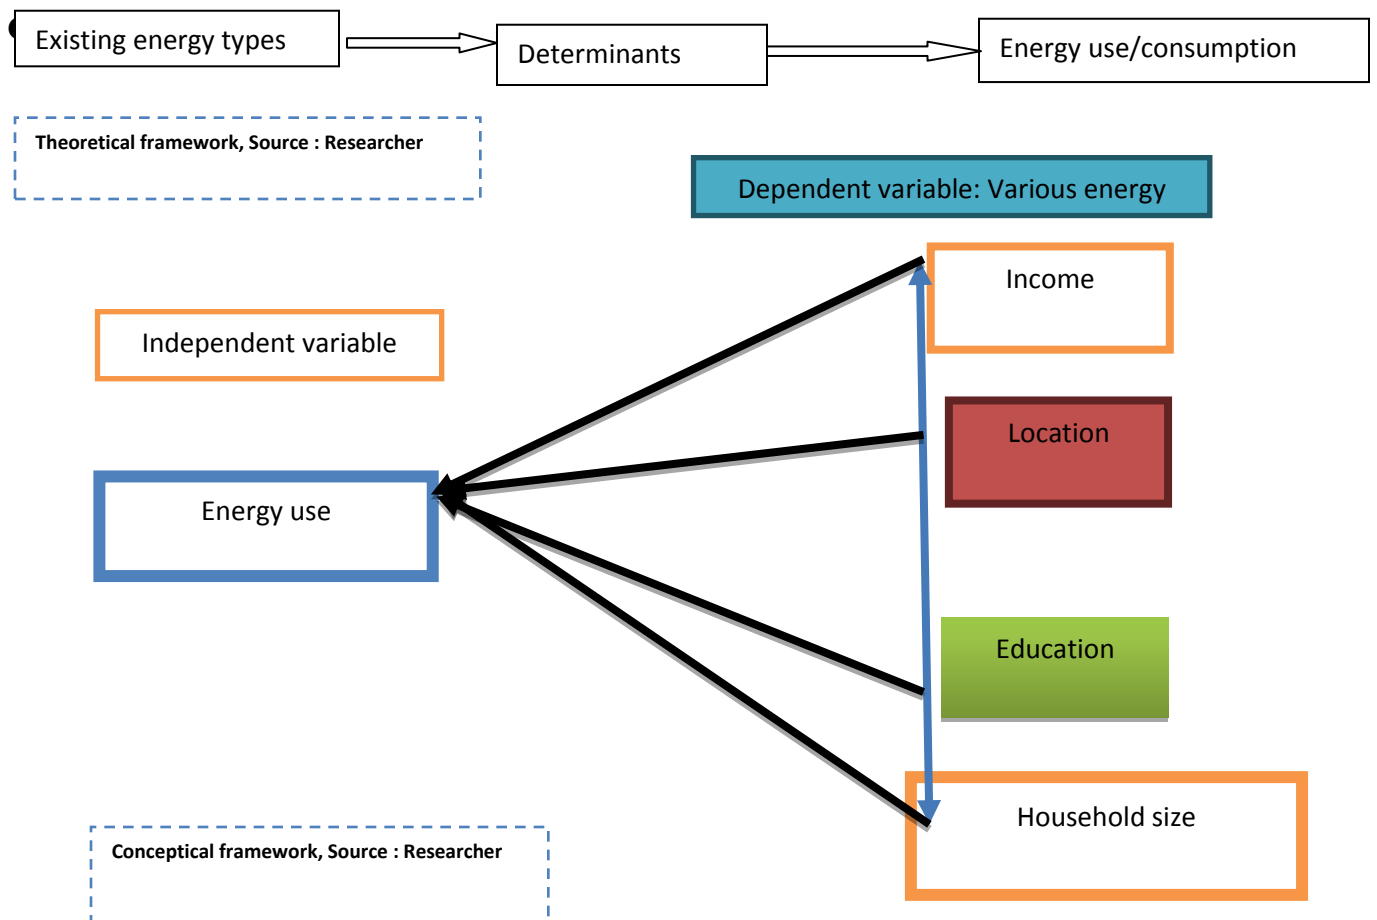 Existing energy types
Determinants
Energy use/consumption
Theoretical framework, Source : Researcher
Dependent variable: Various energy
Income
Independent variable
Location
Energy use
Education
Household size
Conceptical framework, Source : Researcher